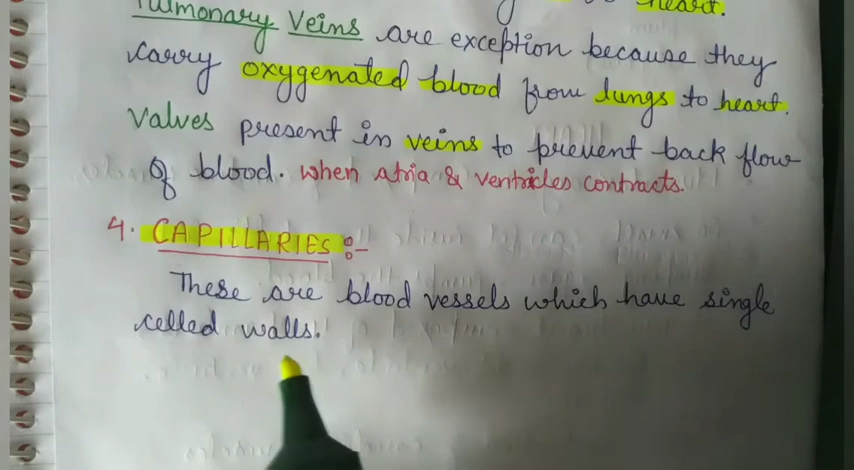 heart.
Pulmonary Veins are exception because they
carry oxygenated blood from lungs to heart.
Valves present in veins to prevent back flow
of blood. when atria & ventricles contracts.
4. CAPILLARIES :-
These are blood vessels which have single
celled walls.